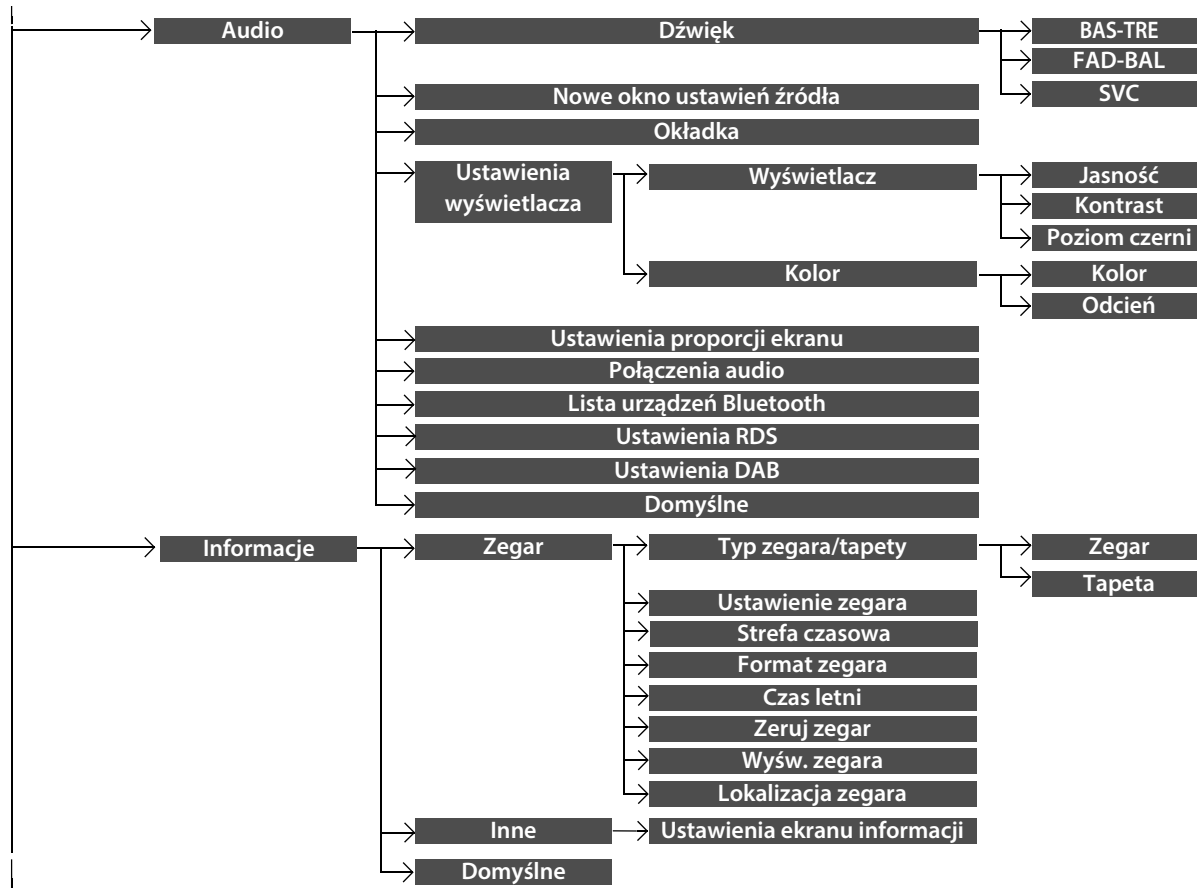 Audio
Dźwięk
BAS-TRE
FAD-BAL
SVC
Nowe okno ustawień źródła
Okładka
Ustawienia
wyświetlacza
Wyświetlacz
Jasność
Kontrast
Poziom czerni
Kolor
Kolor
Odcień
Ustawienia proporcji ekranu
Połączenia audio
Lista urządzeń Bluetooth
Ustawienia RDS
Ustawienia DAB
Domyślne
Informacje
Zegar
Typ zegara/tapety
Zegar
Tapeta
Ustawienie zegara
Strefa czasowa
Format zegara
Czas letni
Zeruj zegar
Wyśw. zegara
Lokalizacja zegara
Inne
Ustawienia ekranu informacji
Domyślne